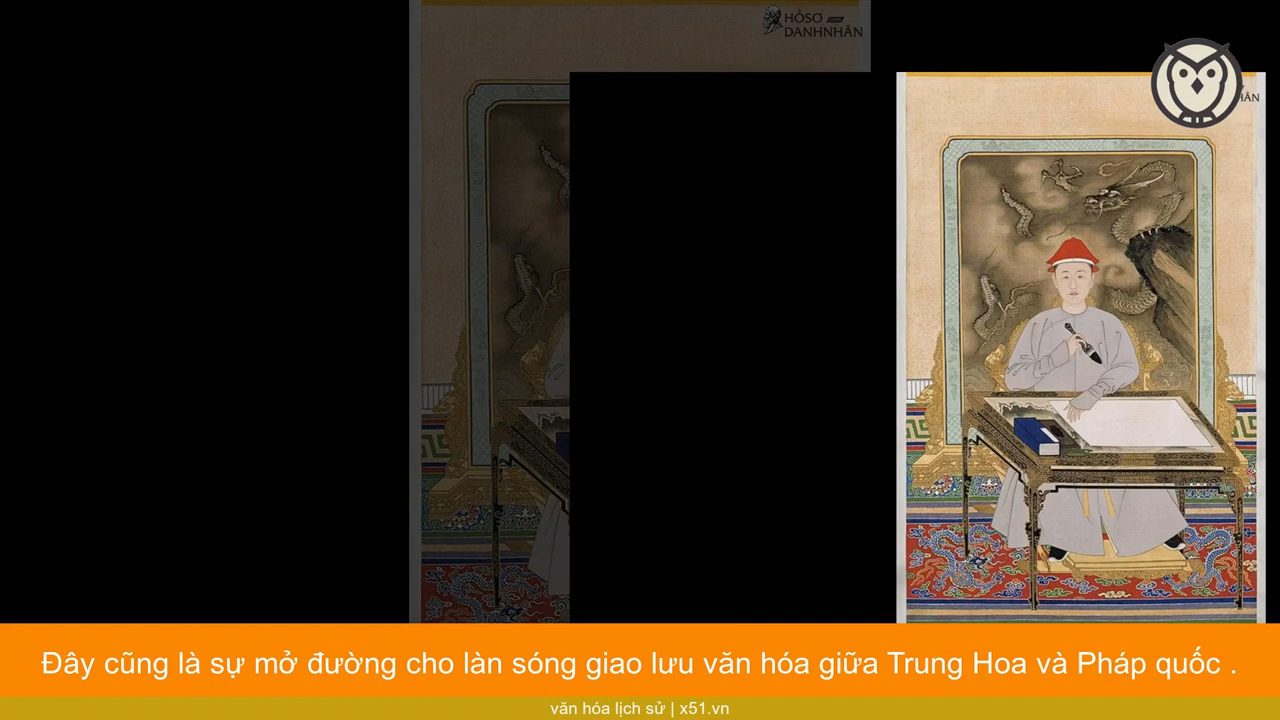 HỒSƠ
DANHNHÂN
HÂN
Đây cũng là sự mở đường cho làn sóng giao lưu văn hóa giữa Trung Hoa và Pháp quốc .
văn hóa lịch sử | x51.vn